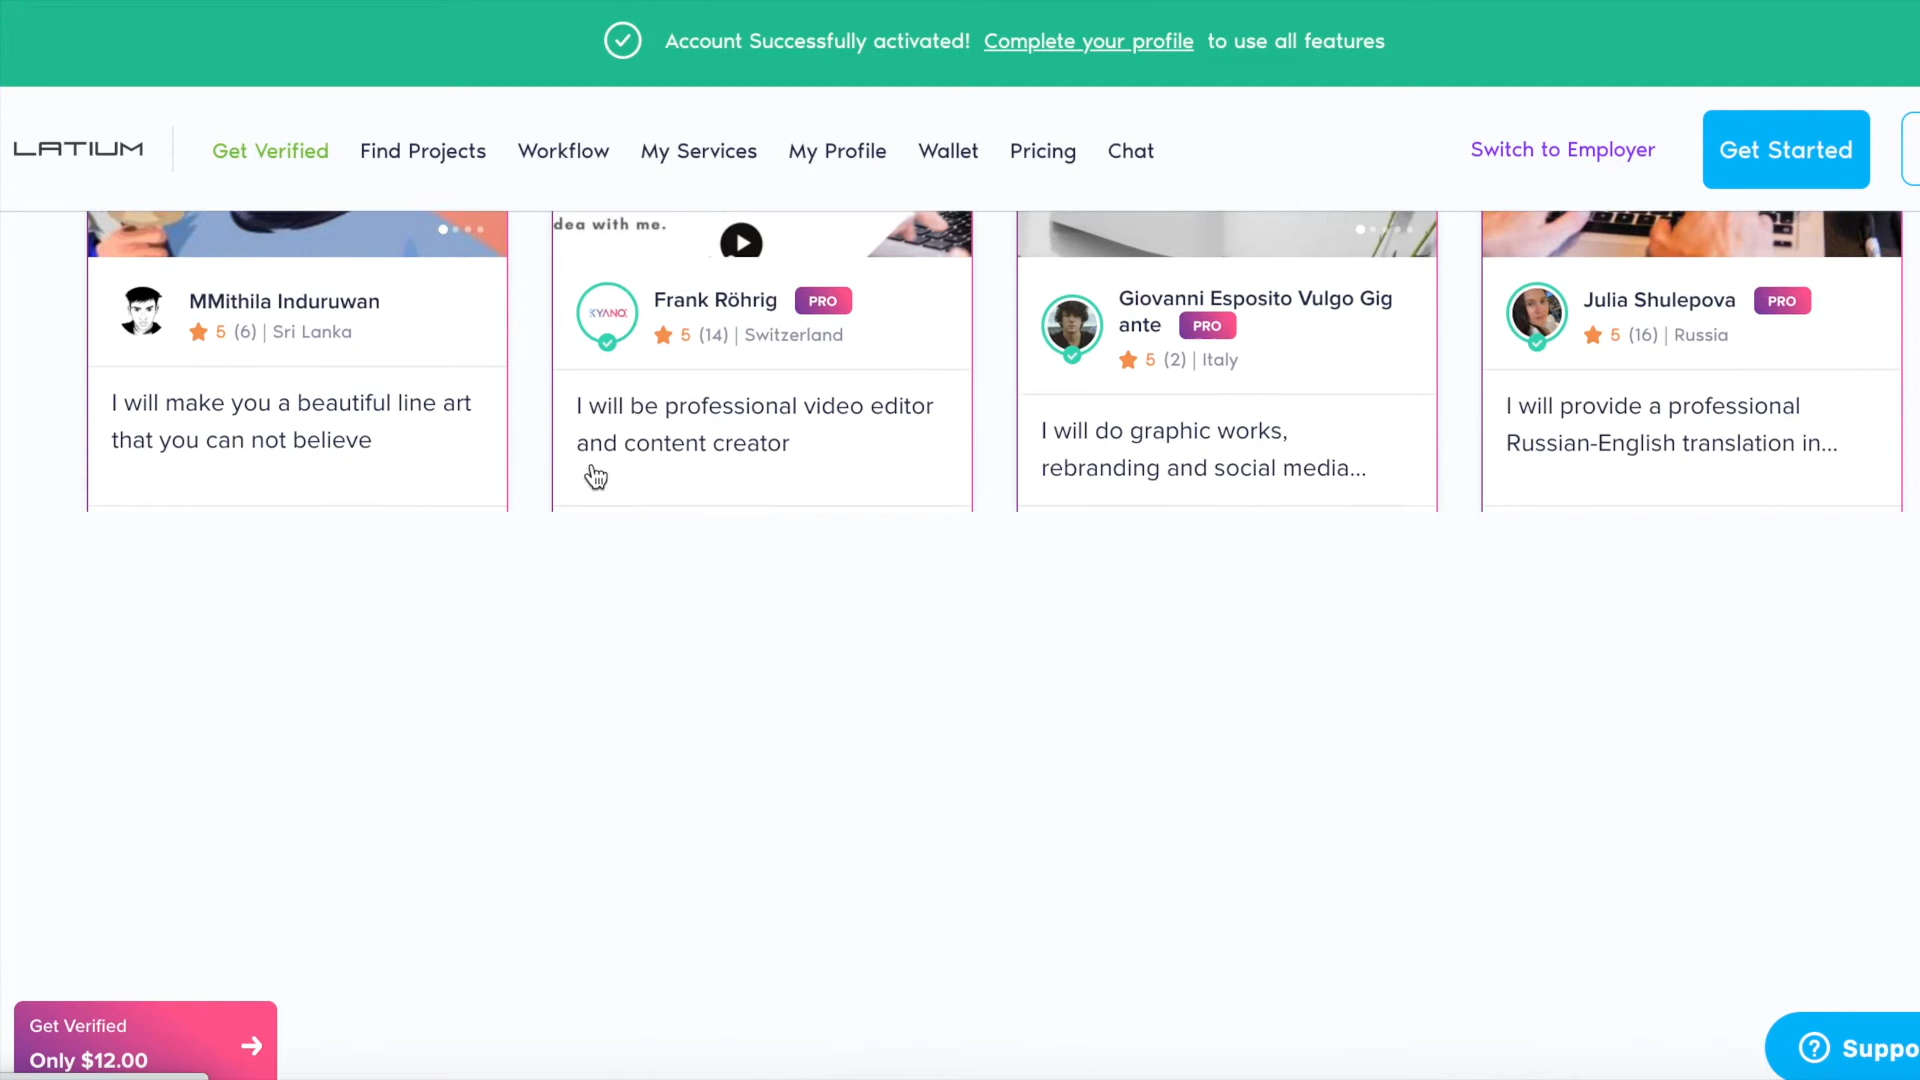 Account Successfully activated! Complete your profile to use all features
LATIUM
Get Verified
Find Projects
Workflow
My Services
My Profile
Wallet
Pricing
Chat
Switch to Employer
Get Started
dea with me.
MMithila Induruwan
5 (6) | Sri Lanka
I will make you a beautiful line art
that you can not believe
KYANO.
Frank Röhrig PRO
5 (14) | Switzerland
I will be professional video editor
and content creator
Giovanni Esposito Vulgo Gig
ante PRO
5 (2) | Italy
I will do graphic works,
rebranding and social media...
Julia Shulepova PRO
5 (16) | Russia
I will provide a professional
Russian-English translation in...
Get Verified
Only $12.00
Suppo